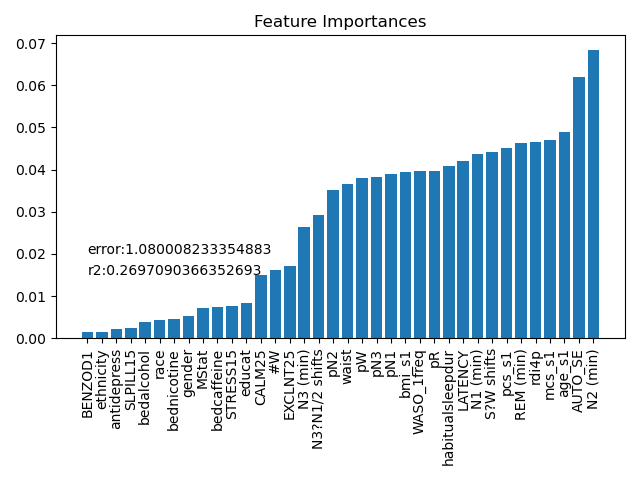 Feature Importances
0.07
0.06
0.05
0.04
0.03
0.02
0.01
0.00
error:1.080008233354883
r2:0.2697090366352693
BENZOD1
ethnicity
antidepress
SLPILL15
bedalcohol
race
bednicotine
gender
MStat
bedcaffeine
STRESS15
educat
CALM25
#W
EXCLNT25
N3 (min)
N3?N1/2 shifts
pN2
waist
pW
pN3
pN1
bmi_s1
WASO_1freq
pR
habitualsleepdur
LATENCY
N1 (min)
S?W shifts
pcs_s1
REM (min)
rdi4p
mcs_s1
age_s1
AUTO_SE
N2 (min)